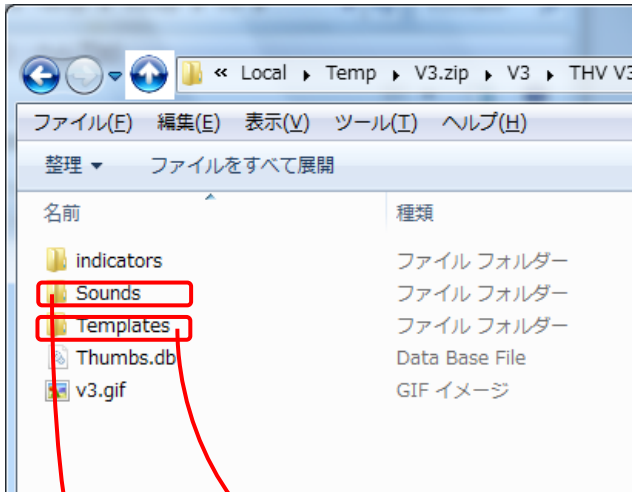 « Local ▸ Temp ▸ V3.zip ▸ V3 ▸ THV V3
ファイル(F) 編集(E) 表示(V) ツール(T) ヘルプ(H)
整理 ▼ ファイルをすべて展開
名前 種類
indicators ファイル フォルダー
Sounds ファイル フォルダー
Templates ファイル フォルダー
Thumbs.db Data Base File
v3.gif GIF イメージ